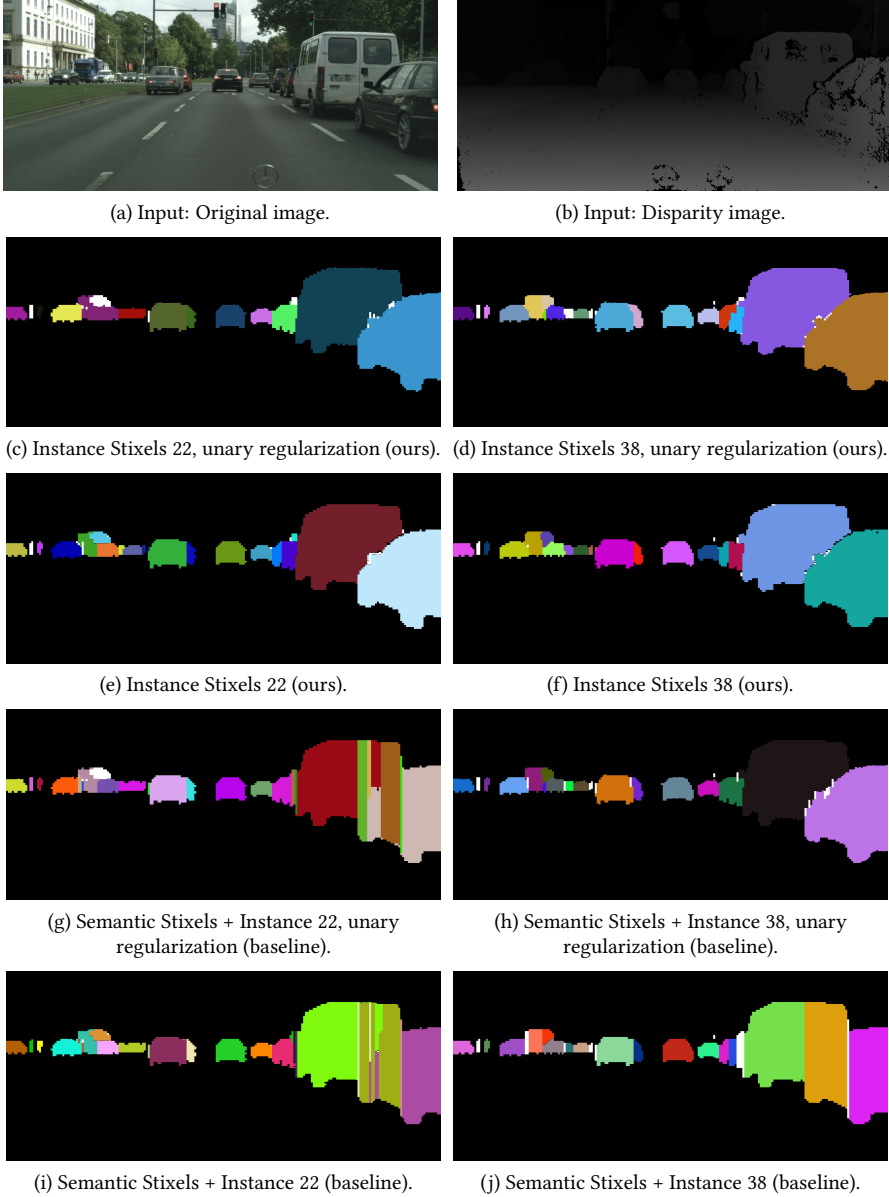 (a) Input: Original image.
(b) Input: Disparity image.
(c) Instance Stixels 22, unary regularization (ours).
(d) Instance Stixels 38, unary regularization (ours).
(e) Instance Stixels 22 (ours).
(f) Instance Stixels 38 (ours).
(g) Semantic Stixels + Instance 22, unary
regularization (baseline).
(h) Semantic Stixels + Instance 38, unary
regularization (baseline).
(i) Semantic Stixels + Instance 22 (baseline).
(j) Semantic Stixels + Instance 38 (baseline).